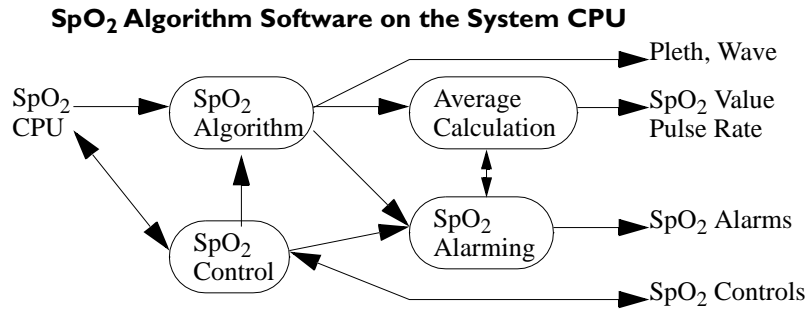 SpO₂ Algorithm Software on the System CPU
Pleth, Wave
SpO₂
CPU
SpO₂
Algorithm
Average
Calculation
SpO₂ Value
Pulse Rate
SpO₂
Control
SpO₂
Alarming
SpO₂ Alarms
SpO₂ Controls